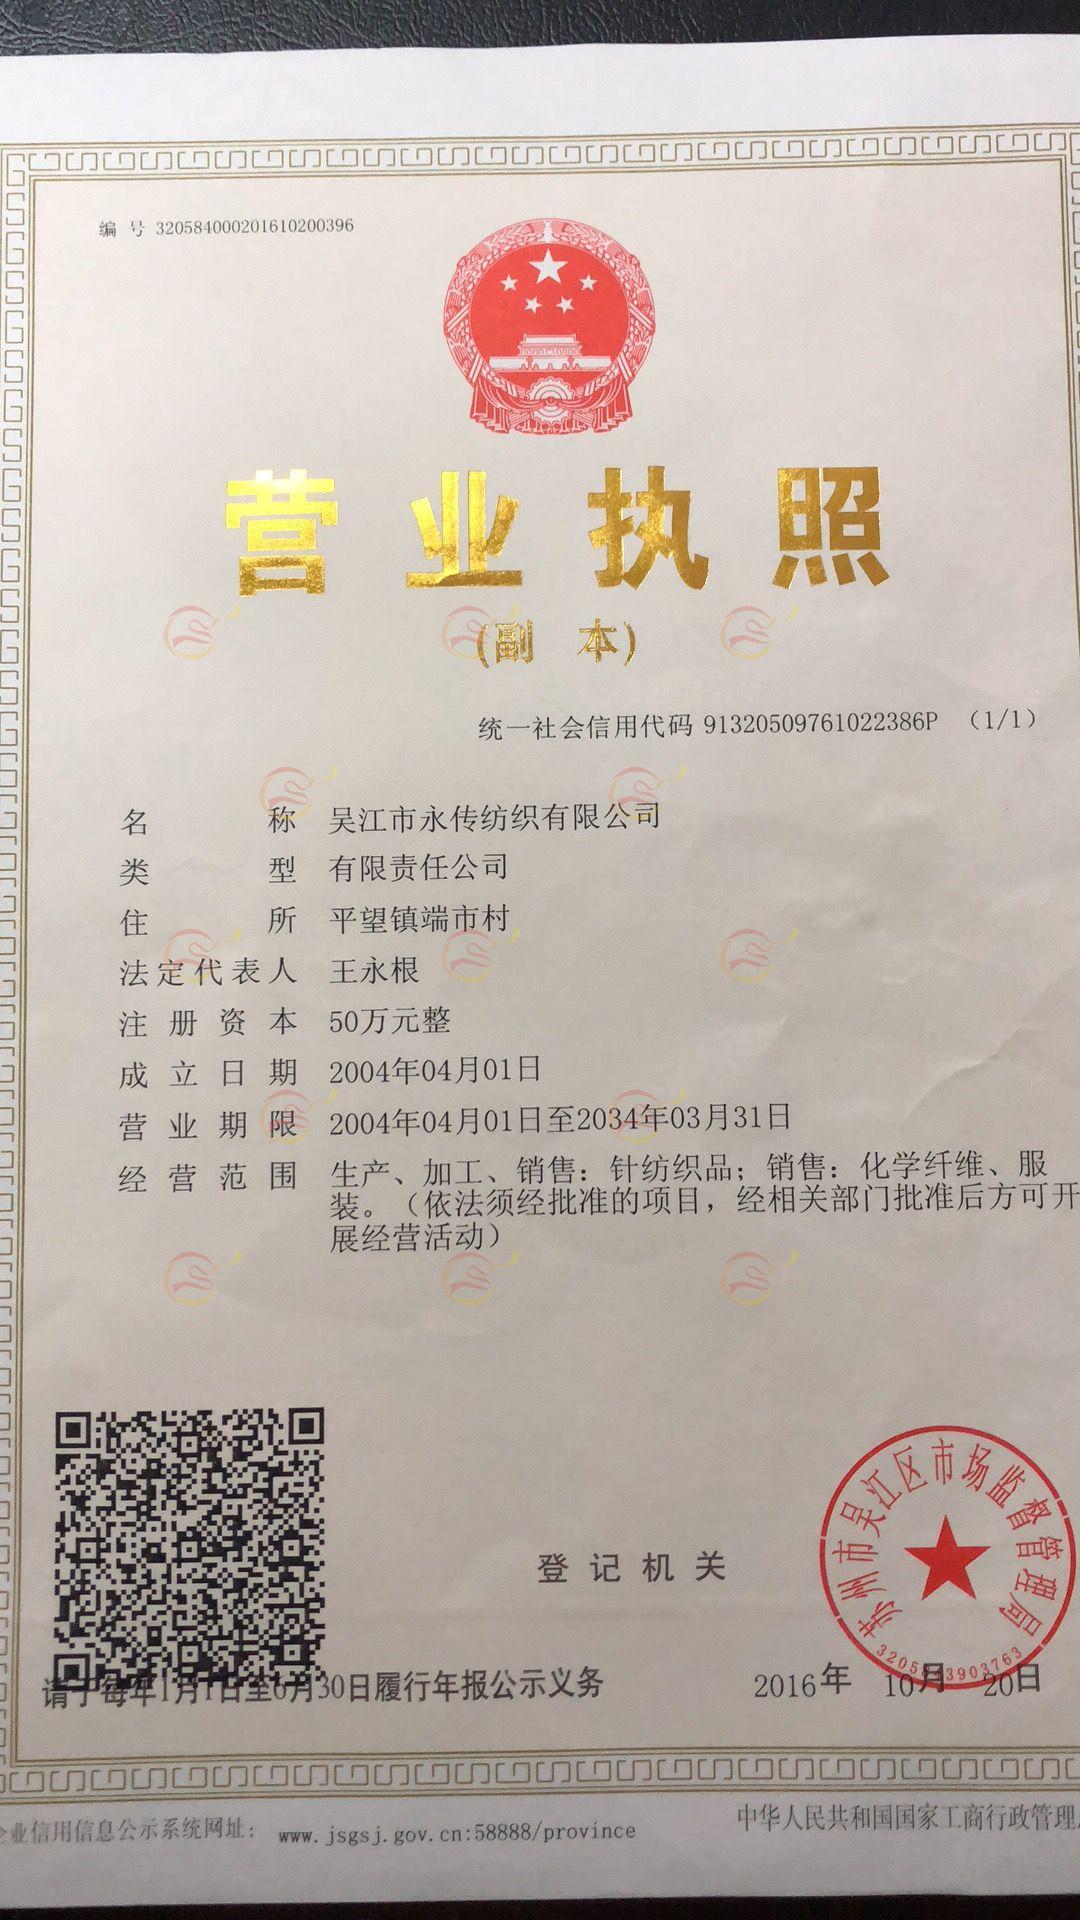 编 号 320584000201610200396
营业执照
(副 本)
统一社会信用代码 91320509761022386P （1/1）
名 称 吴江市永传纺织有限公司
类 型 有限责任公司
住 所 平望镇端市村
法定代表人 王永根
注 册 资 本 50万元整
成 立 日 期 2004年04月01日
营 业 期 限 2004年04月01日至2034年03月31日
经 营 范 围 生产、加工、销售：针纺织品；销售：化学纤维、服
装。（依法须经批准的项目，经相关部门批准后方可开
展经营活动）
苏州市吴江区市场监督管理局
登 记 机 关
3205843903763
请于每年1月1日至6月30日履行年报公示义务
2016年 10月 20日
企业信用信息公示系统网址： www.jsgsj.gov.cn:58888/province
中华人民共和国国家工商行政管理